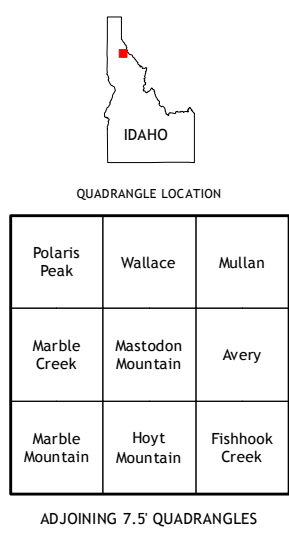 IDAHO
QUADRANGLE LOCATION
Polaris
Peak
Wallace
Mullan
Marble
Creek
Mastodon
Mountain
Avery
Marble
Mountain
Hoyt
Mountain
Fishhook
Creek
ADJOINING 7.5' QUADRANGLES